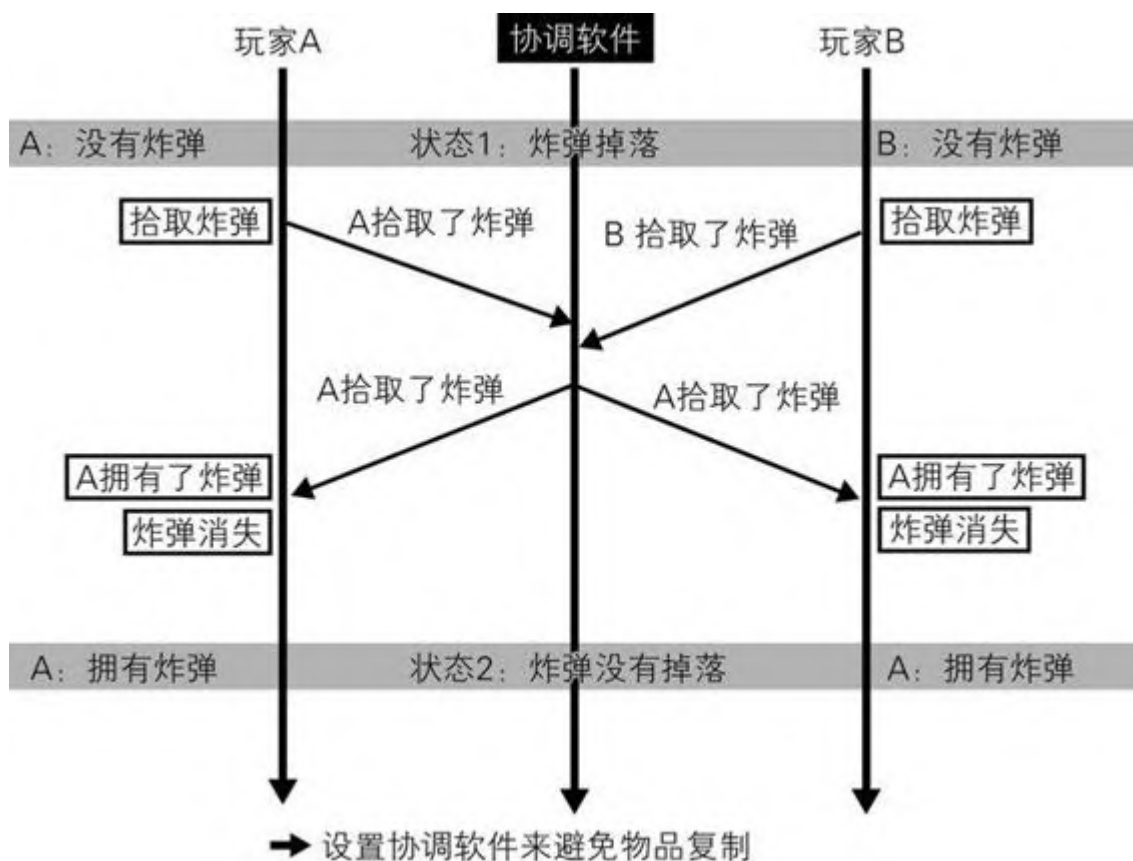 玩家A 协调软件 玩家B
A：没有炸弹 状态1：炸弹掉落 B：没有炸弹
拾取炸弹 A拾取了炸弹 B 拾取了炸弹 拾取炸弹
A拾取了炸弹 A拾取了炸弹
A拥有了炸弹 A拥有了炸弹
炸弹消失 炸弹消失
A：拥有炸弹 状态2：炸弹没有掉落 A：拥有炸弹
➡ 设置协调软件来避免物品复制